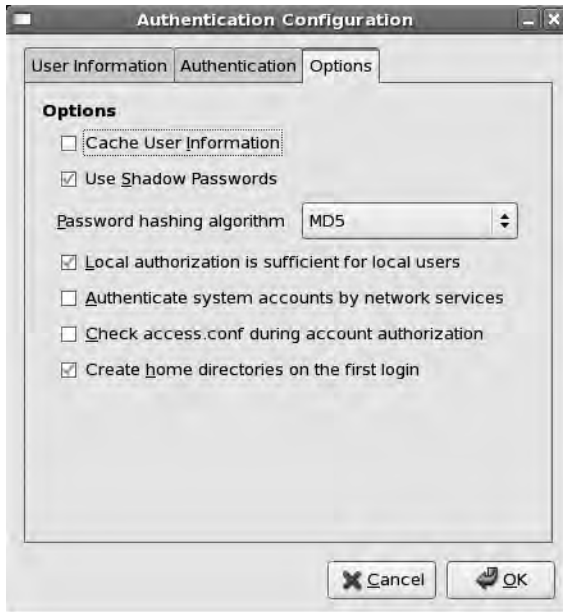 Authentication Configuration
User Information Authentication Options
Options
Cache User Information
Use Shadow Passwords
Password hashing algorithm MD5
Local authorization is sufficient for local users
Authenticate system accounts by network services
Check access.conf during account authorization
Create home directories on the first login
Cancel OK